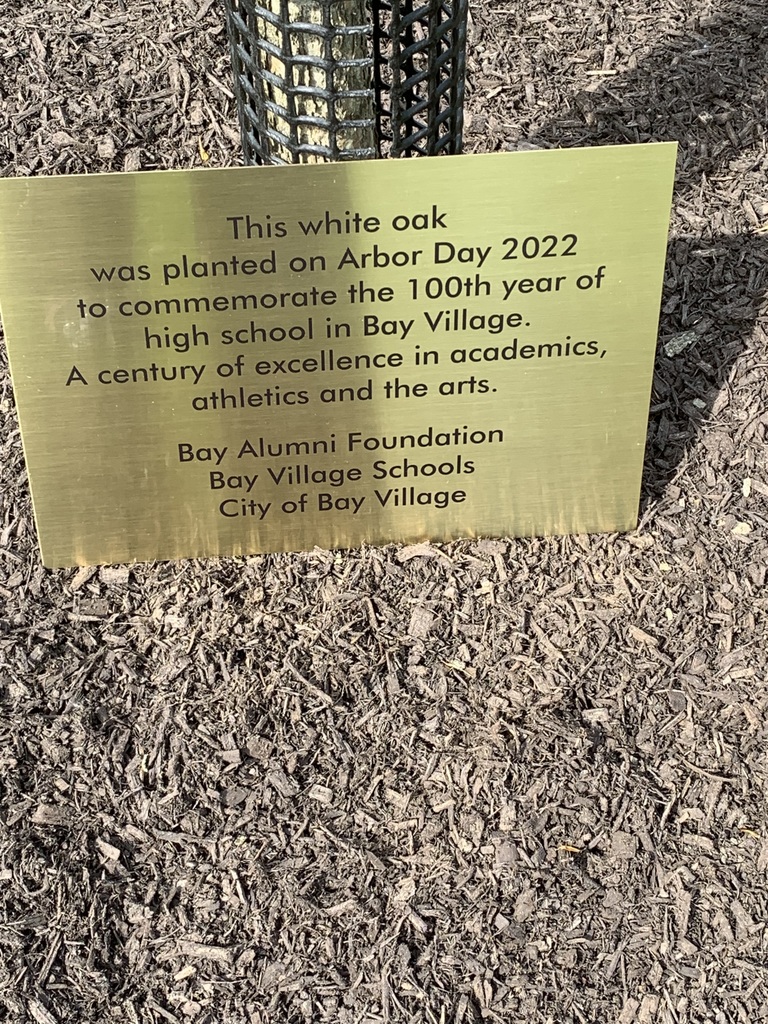 This white oak
was planted on Arbor Day 2022
to commemorate the 100th year of
high school in Bay Village.
A century of excellence in academics,
athletics and the arts.
Bay Alumni Foundation
Bay Village Schools
City of Bay Village